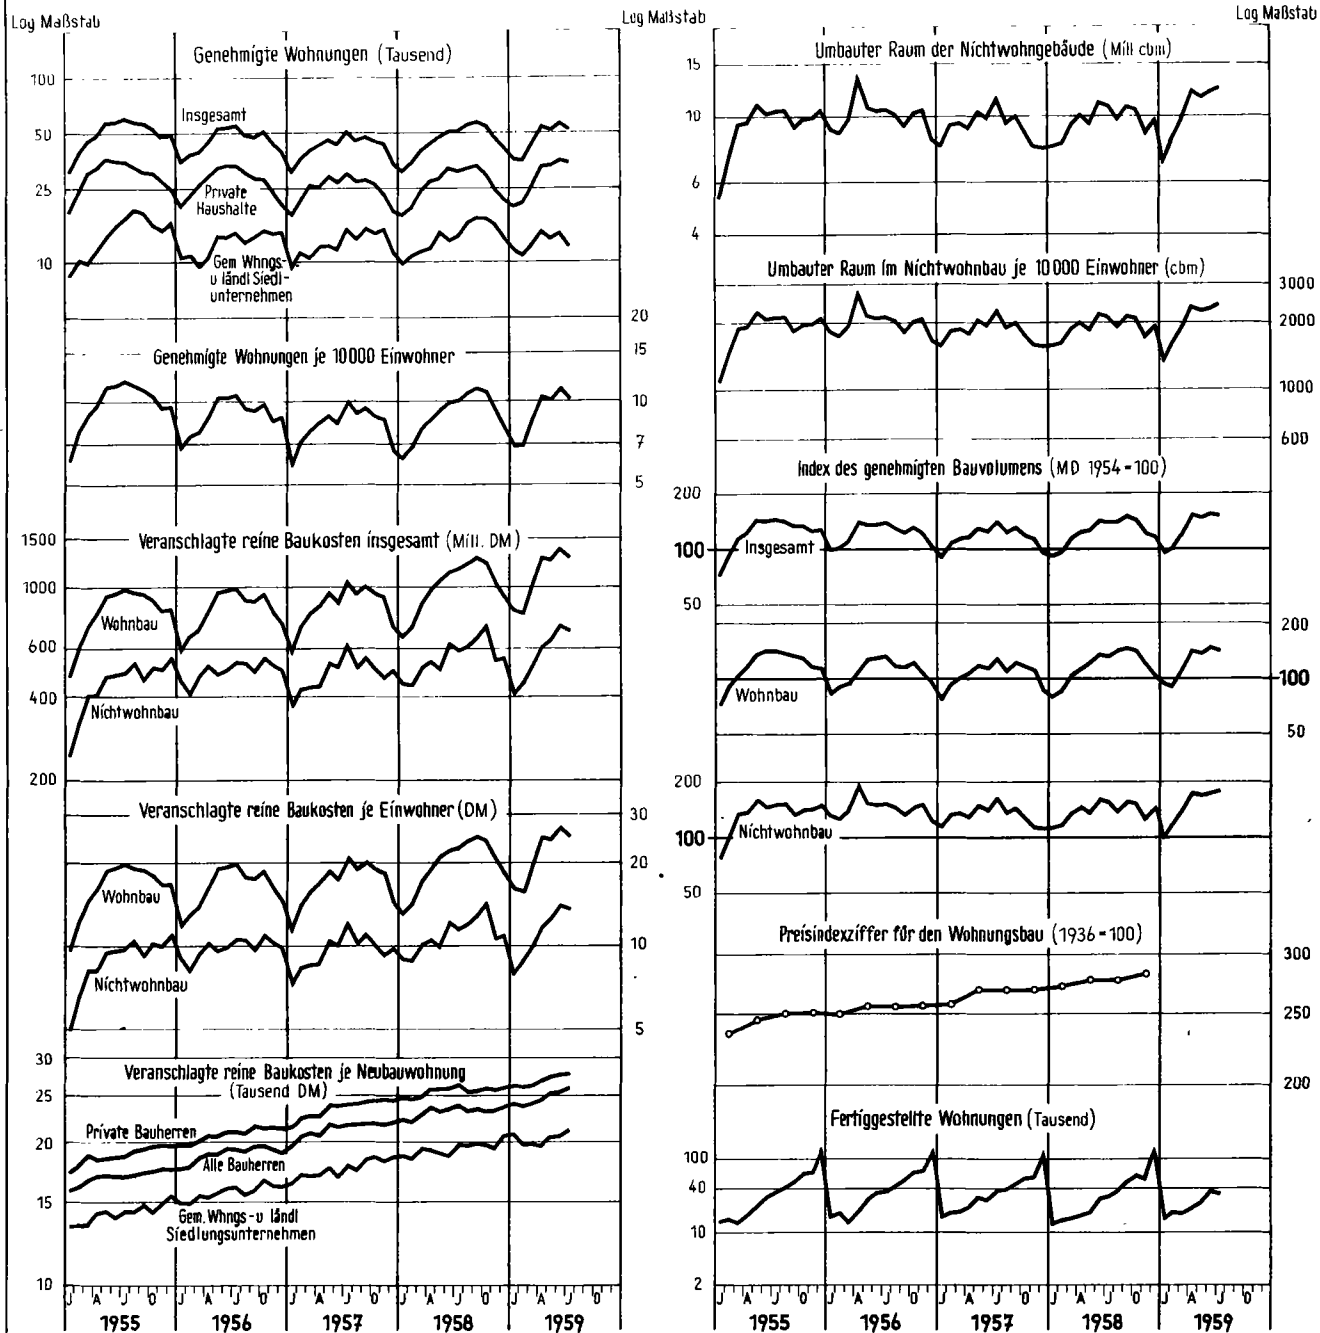 Log Maßstab
Genehmigte Wohnungen (Tausend)
100
50
25
10
Insgesamt
Private
Haushalte
Gem Whngs-
u ländl Siedl-
unternehmen
20
Genehmigte Wohnungen je 10000 Einwohner
15
10
7
5
Veranschlagte reine Baukosten insgesamt (Mill. DM)
1500
1000
600
400
200
Wohnbau
Nichtwohnbau
Veranschlagte reine Baukosten je Einwohner (DM)
30
20
10
5
Wohnbau
Nichtwohnbau
Veranschlagte reine Baukosten je Neubauwohnung
(Tausend DM)
30
25
20
15
10
Private Bauherren
Alle Bauherren
Gem. Whngs-u ländl
Siedlungsunternehmen
J A J O J A J O J A J O J A J O J A J O
1955 1956 1957 1958 1959
Log Maßstab
Log Maßstab
Umbauter Raum der Nichtwohngebäude (Mill cbm)
15
10
6
4
Umbauter Raum im Nichtwohnbau je 10000 Einwohner (cbm)
3000
2000
1000
600
Index des genehmigten Bauvolumens (MD 1954=100)
200
100
50
Insgesamt
200
100
50
Wohnbau
200
100
50
Nichtwohnbau
Preisindexziffer für den Wohnungsbau (1936=100)
300
250
200
Fertiggestellte Wohnungen (Tausend)
100
40
10
2
J A J O J A J O J A J O J A J O J A J O
1955 1956 1957 1958 1959